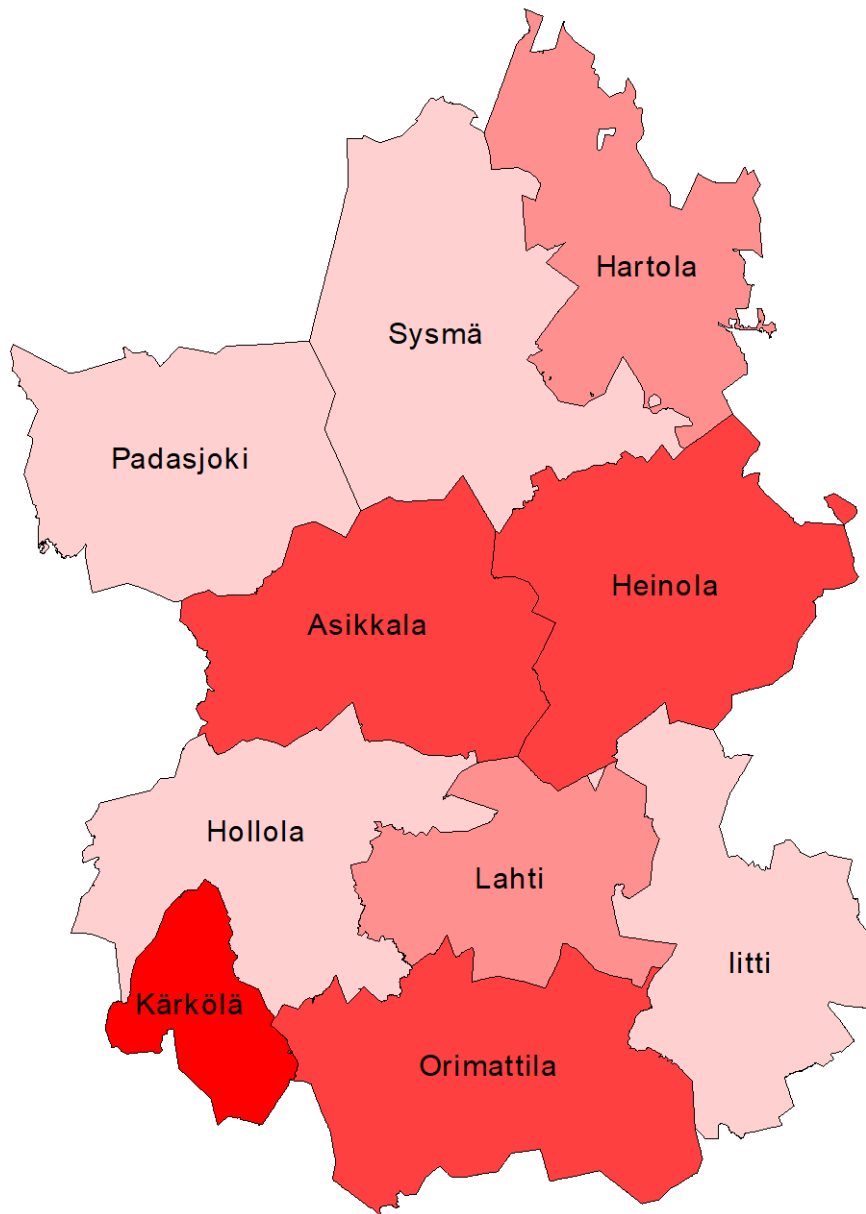 Hartola
Sysmä
Padasjoki
Heinola
Asikkala
Hollola
Lahti
Iitti
Kärkölä
Orimattila